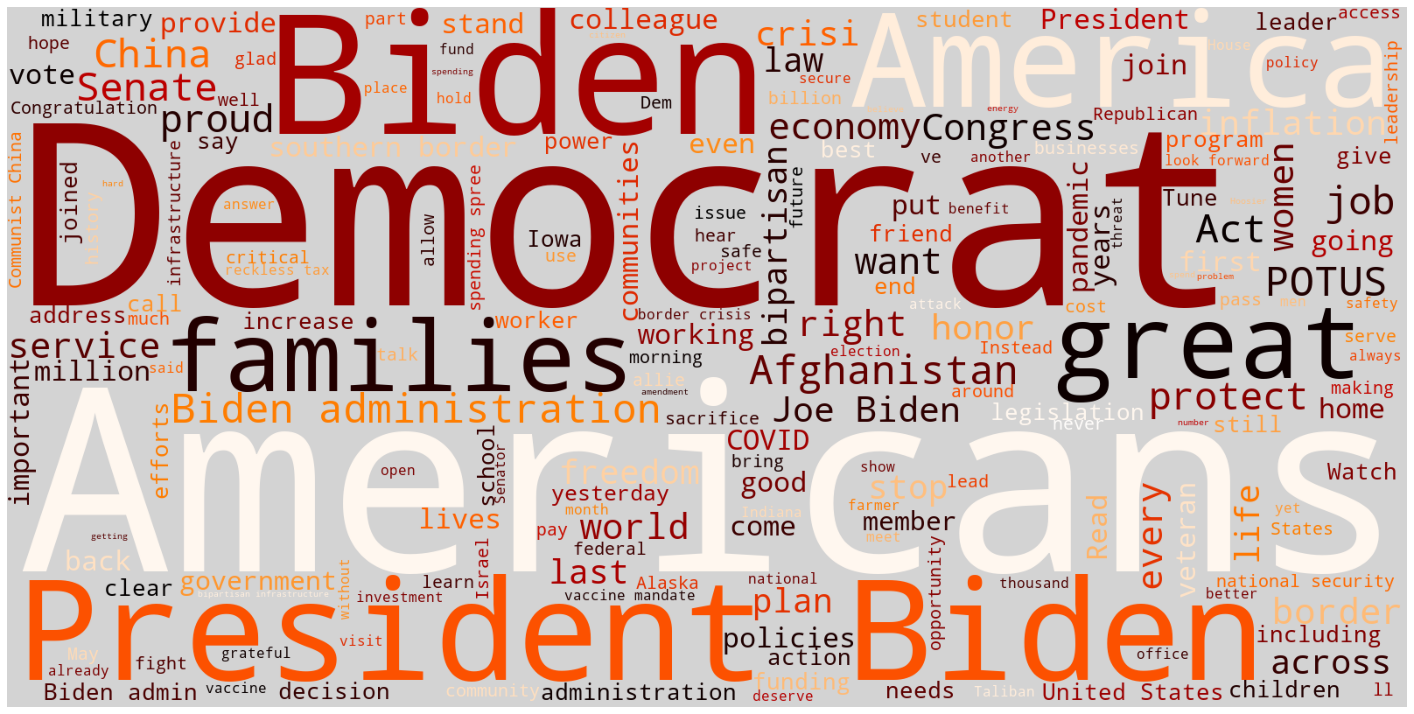 military
provide
part
stand
colleague
crisi
student
President
leader
access
hope
China
glad
fund
Biden
law
America
House
join
policy
vote
Senate
well
place
hold
spending
secure
billion
Republican
leadership
Congratulation
proud
say
Dem
economy
Congress
energy
inflation
southern border
power
even
best
ve
another
businesses
program
look forward
give
Communist China
joined
history
infrastructure
hard
answer
critical
reckless tax
allow
spending spree
Iowa
use
communities
issue
hear
safe
project
bipartisan
future
put
benefit
friend
want
end
pandemic
years
threat
Tune
Act
first
women
job
going
POTUS
problem
Democrat
address
much
call
increase
worker
border crisis
working
right
attack
honor
cost
pass
men
safety
service
million
said
families
talk
morning
allie
amendment
election
Afghanistan
Instead
around
great
serve
always
protect
making
home
important
Biden administration
sacrifice
Joe Biden
legislation
never
number
still
efforts
open
school
Senator
freedom
COVID
bring
good
show
stop
lead
Watch
Americans
yesterday
month
pay
world
Indiana
come
farmer
member
meet
Read
every
veteran
life
yet
States
getting
back
clear
government
bipartisan infrastructure
without
learn
investment
Israel
federal
last
Alaska
vaccine mandate
national
plan
opportunity
thousand
better
national security
border
President Biden
May
already
fight
grateful
visit
policies
action
office
including
across
Biden admin
vaccine
decision
community
administration
funding
deserve
needs
Taliban
United States
children
ll